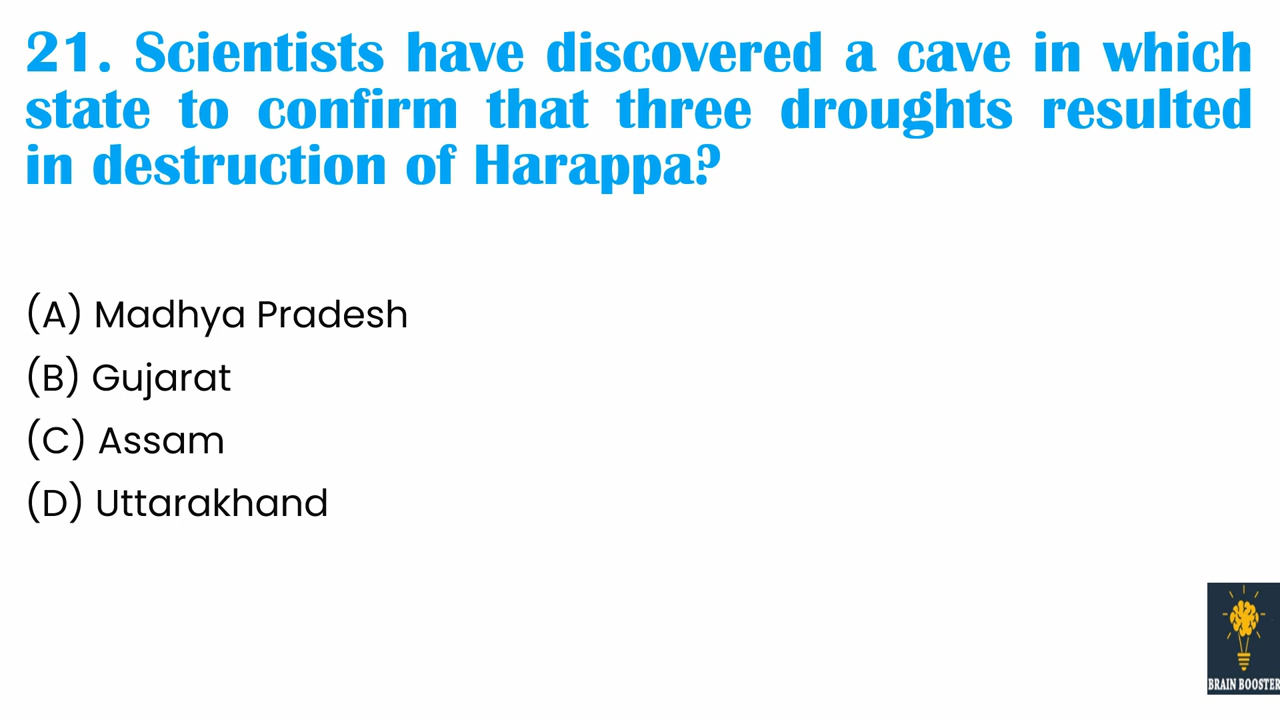 21. Scientists have discovered a cave in which
state to confirm that three droughts resulted
in destruction of Harappa?
(A) Madhya Pradesh
(B) Gujarat
(C) Assam
(D) Uttarakhand
BRAIN BOOSTER